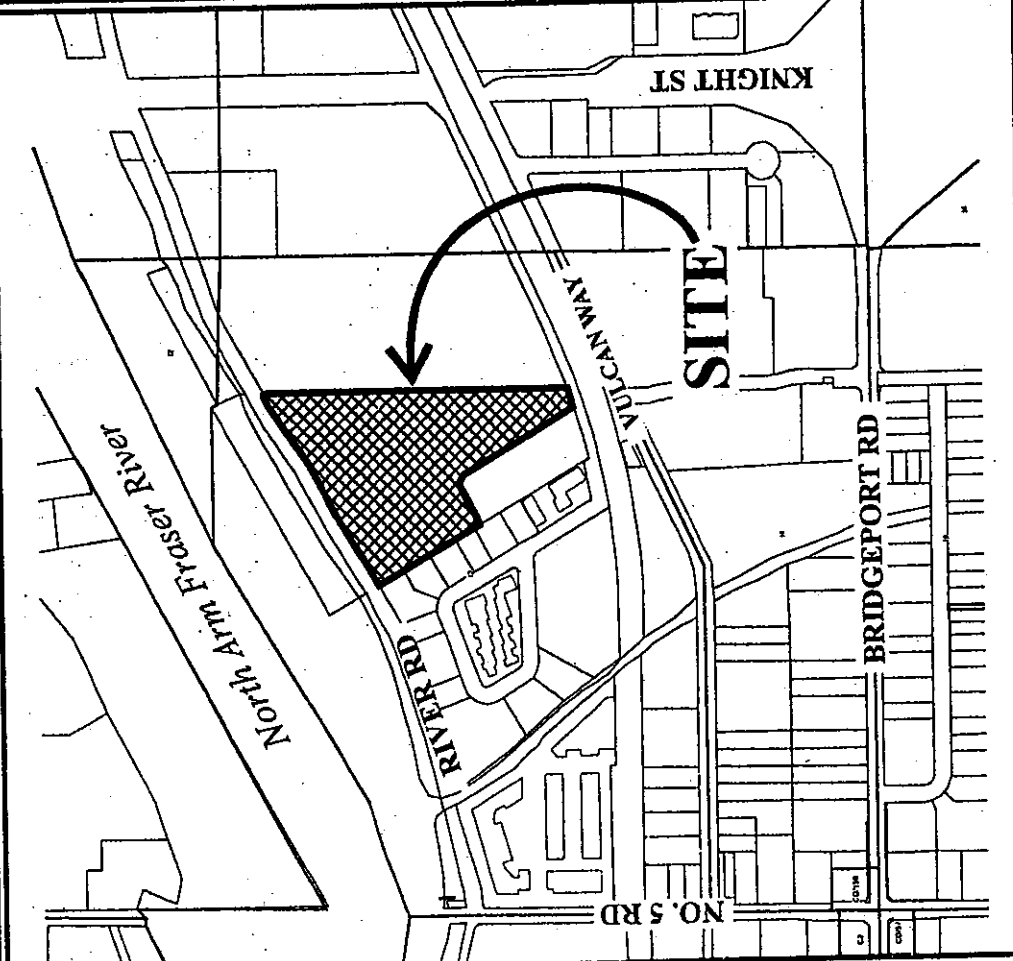 KNIGHT ST
SITE
VULCAN WAY
North Arm Fraser River
RIVER RD
BRIDGEPORT RD
NO. 5 RD